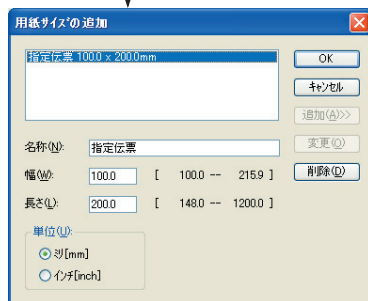 用紙ｻｲｽﾞの追加
指定伝票 100.0 x 200.0mm
OK
ｷｬﾝｾﾙ
追加(A)>>
変更(O)
削除(D)
名称(N): 指定伝票
幅(W): 100.0 [ 100.0 -- 215.9 ]
長さ(L): 200.0 [ 148.0 -- 1200.0 ]
単位(U):
ﾐﾘ[mm]
ｲﾝﾁ[inch]